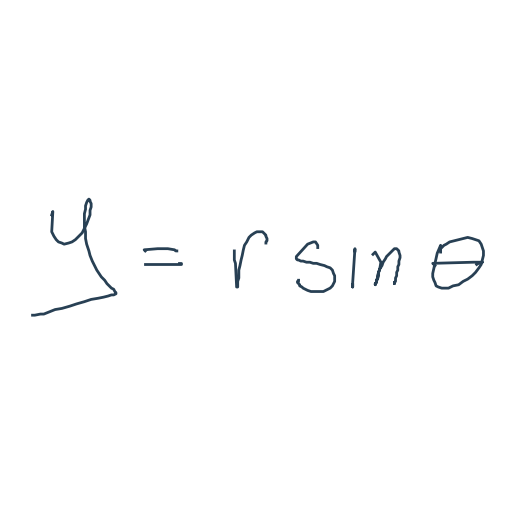 y = r sin θ